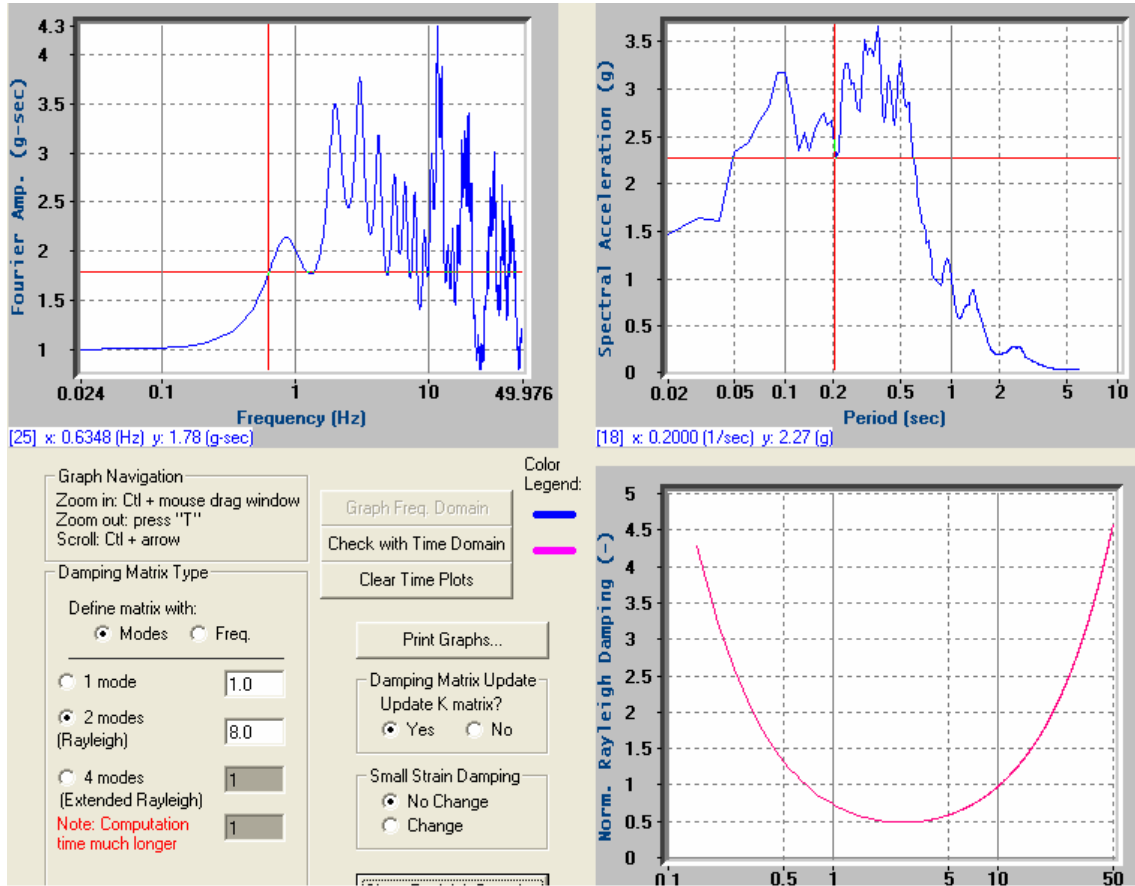 4.3
4
3.5
3
2.5
2
1.5
1
Fourier Amp. (g-sec)
0.024 0.1 1 10 49.976
Frequency (Hz)
[25] x: 0.6348 (Hz) y: 1.78 (g-sec)
3.5
3
2.5
2
1.5
1
0.5
0
Spectral Acceleration (g)
0.02 0.05 0.1 0.2 0.5 1 2 5 10
Period (sec)
[18] x: 0.2000 (1/sec) y: 2.27 (g)
Graph Navigation
Zoom in: Ctl + mouse drag window
Zoom out: press "T"
Scroll: Ctl + arrow
Damping Matrix Type
Define matrix with:
Modes Freq.
1 mode 1.0
2 modes
(Rayleigh) 8.0
4 modes 1
(Extended Rayleigh)
Note: Computation 1
time much longer
Graph Freq. Domain
Check with Time Domain
Clear Time Plots
Color
Legend:
Print Graphs...
Damping Matrix Update
Update K matrix?
Yes No
Small Strain Damping
No Change
Change
5
4.5
4
3.5
3
2.5
2
1.5
1
0.5
0
Norm. Rayleigh Damping (-)
0.1 0.5 1 5 10 50